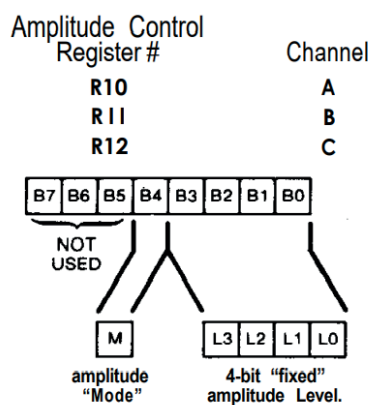 Amplitude Control
Register # Channel
R10 A
R11 B
R12 C
B7 B6 B5 B4 B3 B2 B1 B0
NOT
USED
M L3 L2 L1 L0
amplitude 4-bit “fixed”
“Mode” amplitude Level.